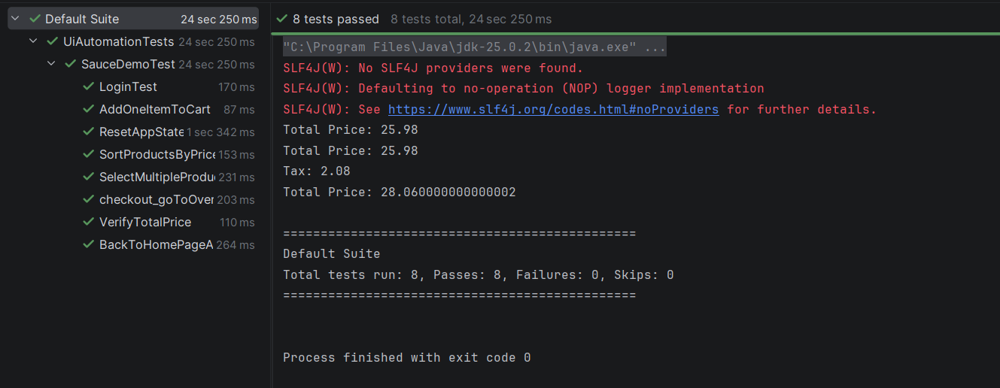 Default Suite 24 sec 250 ms
UiAutomationTests 24 sec 250 ms
SauceDemoTest 24 sec 250 ms
LoginTest 170 ms
AddOneItemToCart 87 ms
ResetAppState 1 sec 342 ms
SortProductsByPrice 153 ms
SelectMultipleProdu 231 ms
checkout_goToOver 203 ms
VerifyTotalPrice 110 ms
BackToHomePageA 264 ms
8 tests passed 8 tests total, 24 sec 250 ms
"C:\Program Files\Java\jdk-25.0.2\bin\java.exe" ...
SLF4J(W): No SLF4J providers were found.
SLF4J(W): Defaulting to no-operation (NOP) logger implementation
SLF4J(W): See https://www.slf4j.org/codes.html#noProviders for further details.
Total Price: 25.98
Total Price: 25.98
Tax: 2.08
Total Price: 28.060000000000002
===============================================
Default Suite
Total tests run: 8, Passes: 8, Failures: 0, Skips: 0
===============================================
Process finished with exit code 0